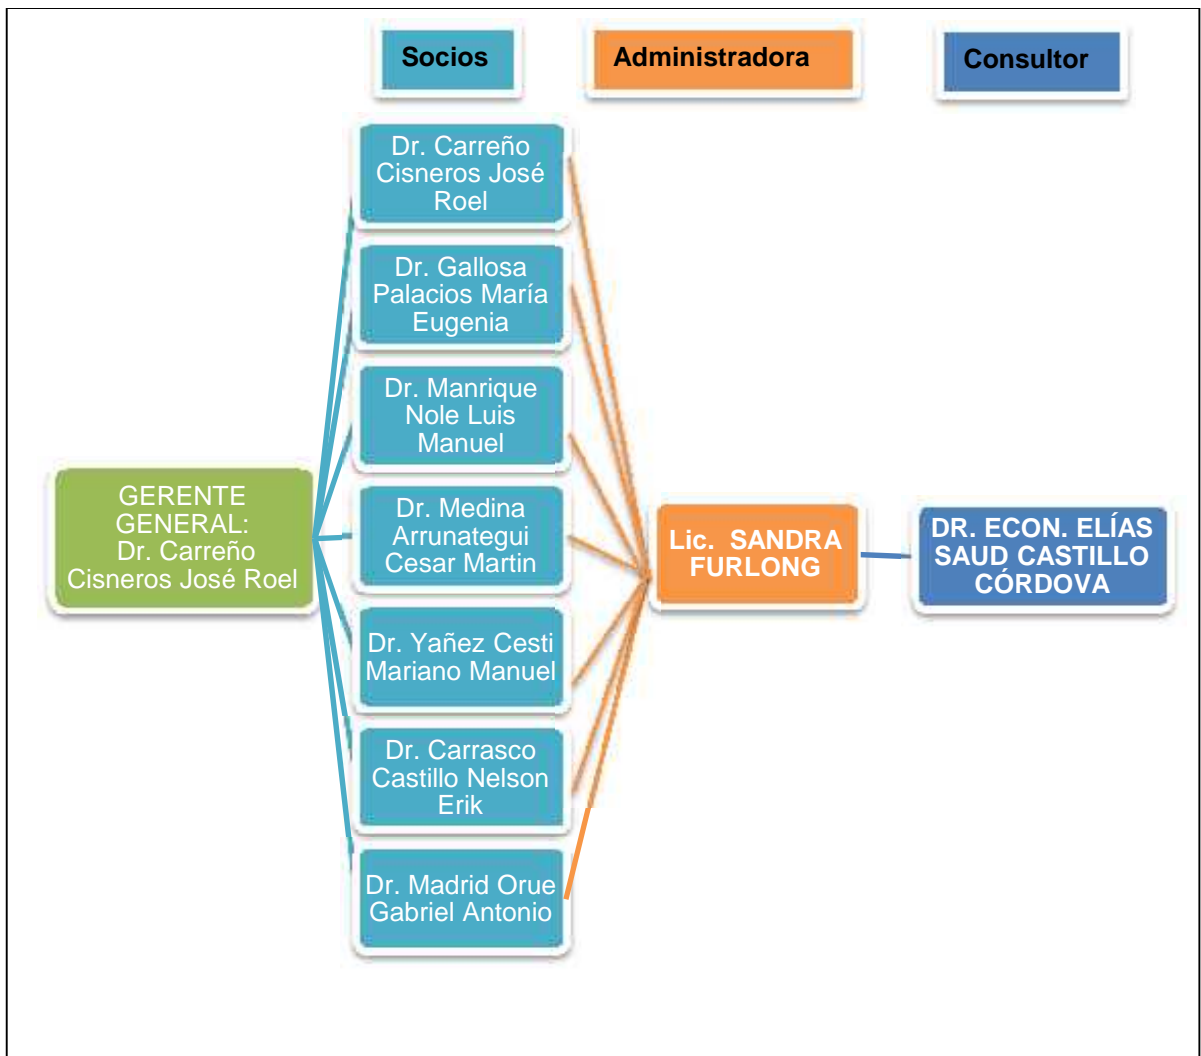 Socios
Administradora
Consultor
Dr. Carreño
Cisneros José
Roel
Dr. Gallosa
Palacios María
Eugenia
Dr. Manrique
Nole Luis
Manuel
GERENTE
GENERAL:
Dr. Carreño
Cisneros José Roel
Dr. Medina
Arrunategui
Cesar Martin
Lic. SANDRA
FURLONG
DR. ECON. ELÍAS
SAUD CASTILLO
CÓRDOVA
Dr. Yañez Cesti
Mariano Manuel
Dr. Carrasco
Castillo Nelson
Erik
Dr. Madrid Orue
Gabriel Antonio